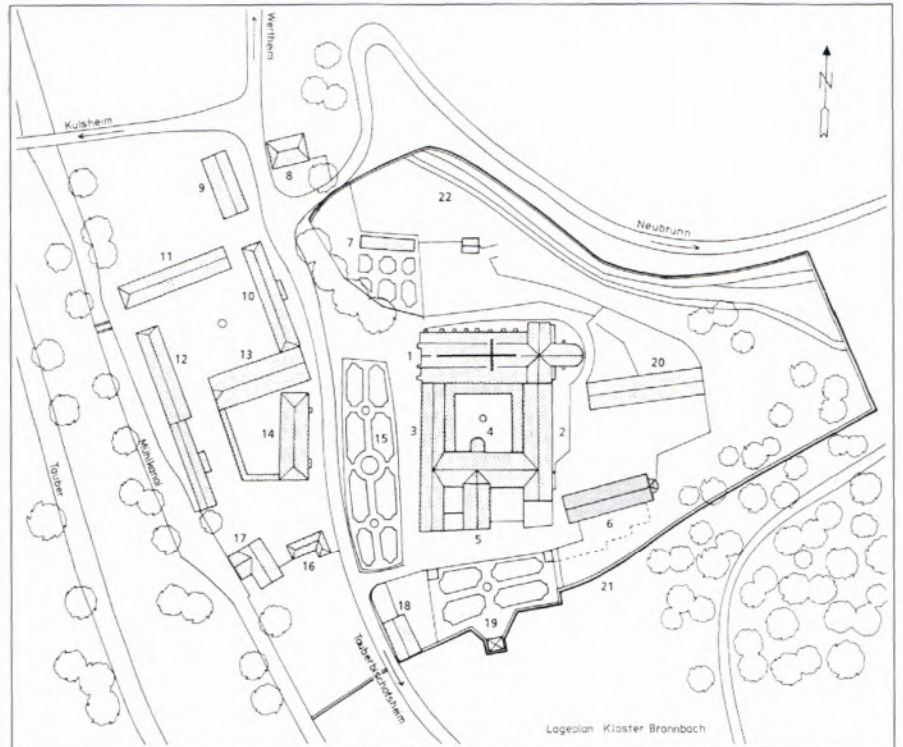 Wertheim
N
Külsheim
8
9
22
Neubrunn
7
11
10
1
20
12
13
3
4
2
14
15
Mühlkanal
Tauber
6
5
17
16
21
18
19
Tauberbischofsheim
Lageplan Kloster Bronnbach